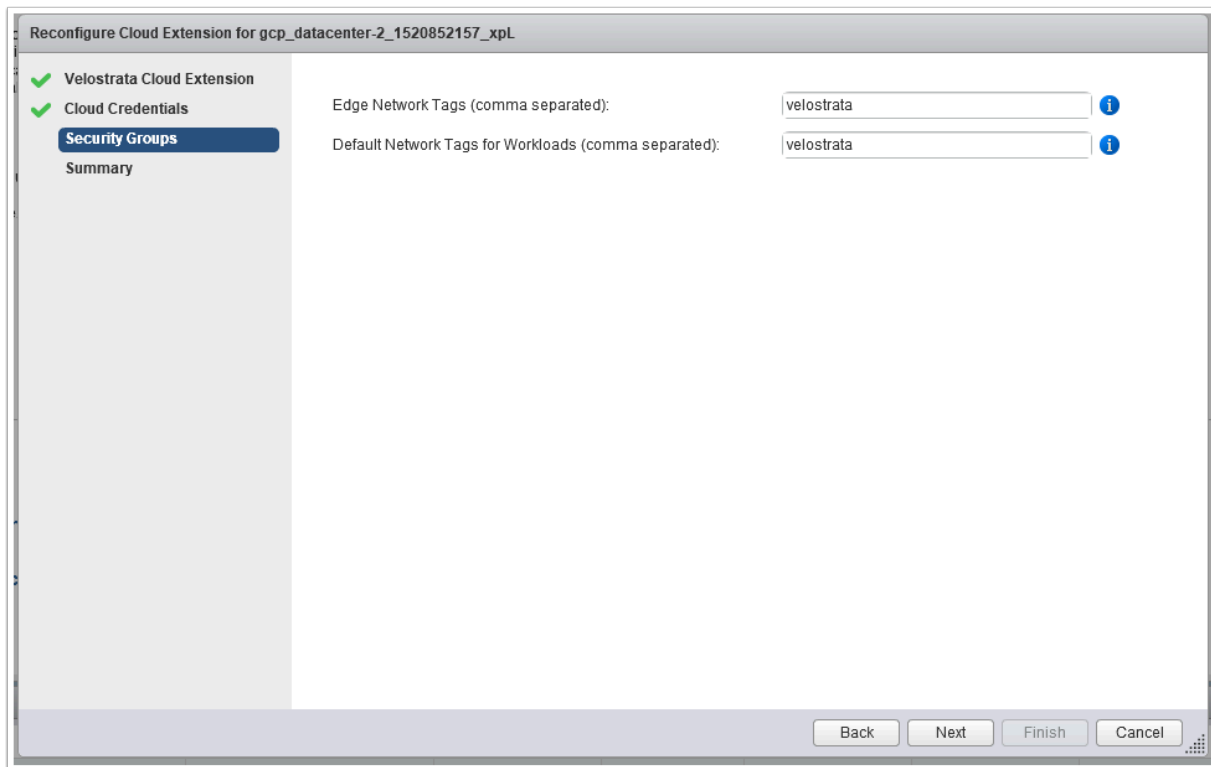 Reconfigure Cloud Extension for gcp_datacenter-2_1520852157_xpL
Velostrata Cloud Extension
Cloud Credentials
Security Groups
Summary
Edge Network Tags (comma separated): velostrata
Default Network Tags for Workloads (comma separated): velostrata
Back Next Finish Cancel